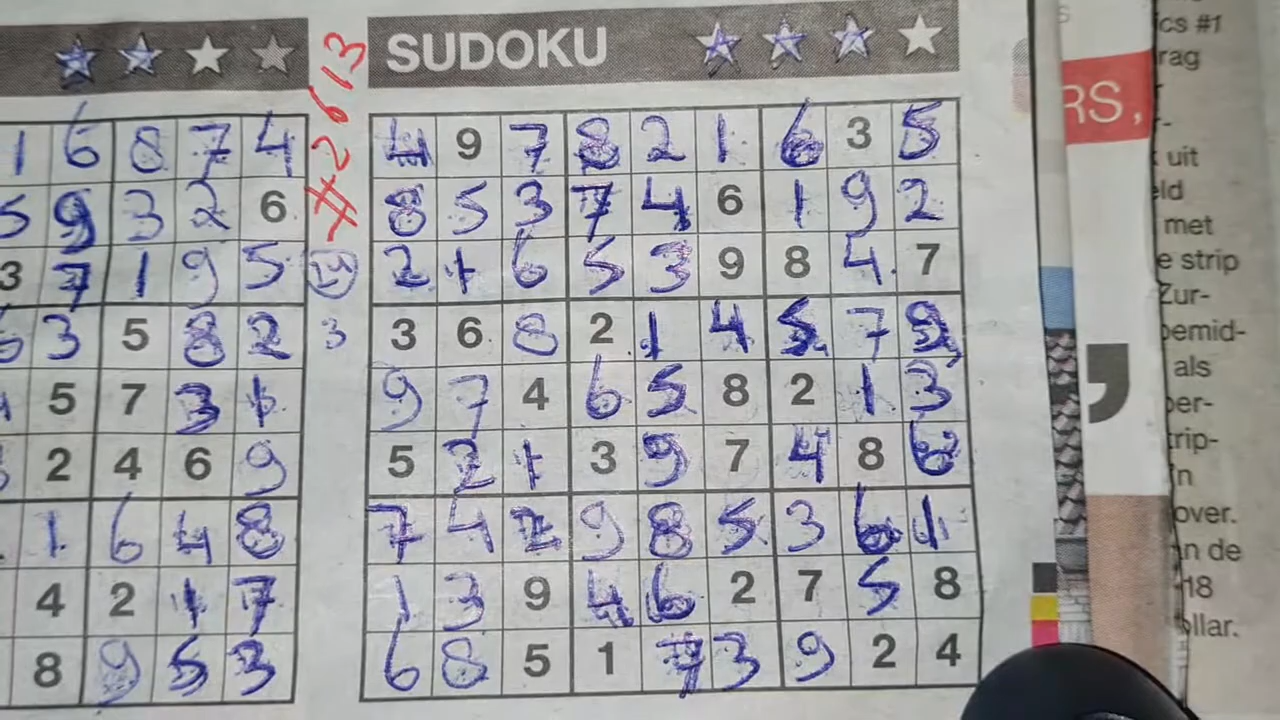 SUDOKU
#2613
1 6 8 7 4
5 9 3 2 6
3 7 1 9 5
3 5 8 2
5 7 3 1
2 4 6 9
1 6 4 8
4 2 1 7
8 9 5 3
3
4 9 7 8 2 1 6 3 5
8 5 3 7 4 6 1 9 2
2 1 6 5 3 9 8 4 7
3 6 8 2 1 4 5 7 9
9 7 4 6 5 8 2 1 3
5 2 1 3 9 7 4 8 6
7 4 2 9 8 5 3 6 1
1 3 9 4 6 2 7 5 8
6 8 5 1 7 3 9 2 4
RS,
ics #1
rag
uit
eld
met
e strip
Zur-
bemid-
als
per-
trip-
n
over.
n de
18
ollar.